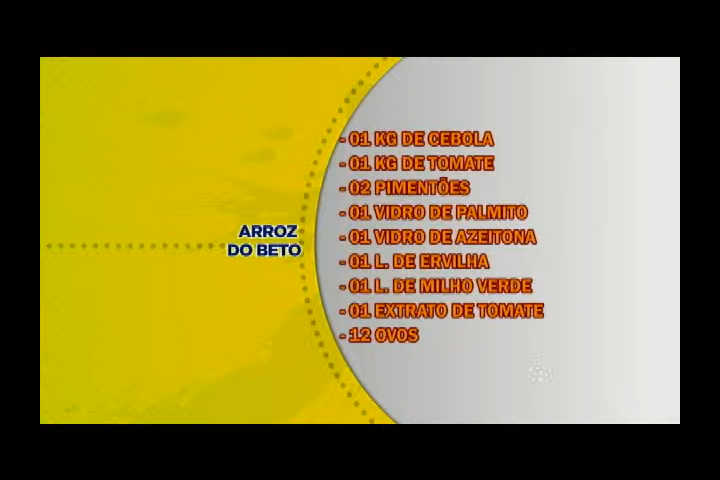 ARROZ
DO BETO
- 01 KG DE CEBOLA
- 01 KG DE TOMATE
- 02 PIMENTÕES
- 01 VIDRO DE PALMITO
- 01 VIDRO DE AZEITONA
- 01 L. DE ERVILHA
- 01 L. DE MILHO VERDE
- 01 EXTRATO DE TOMATE
- 12 OVOS